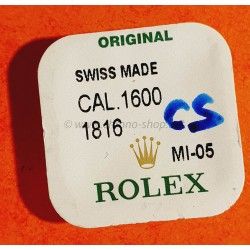 ORIGINAL
SWISS MADE
CAL.1600
1816
CS
MI-05
ROLEX